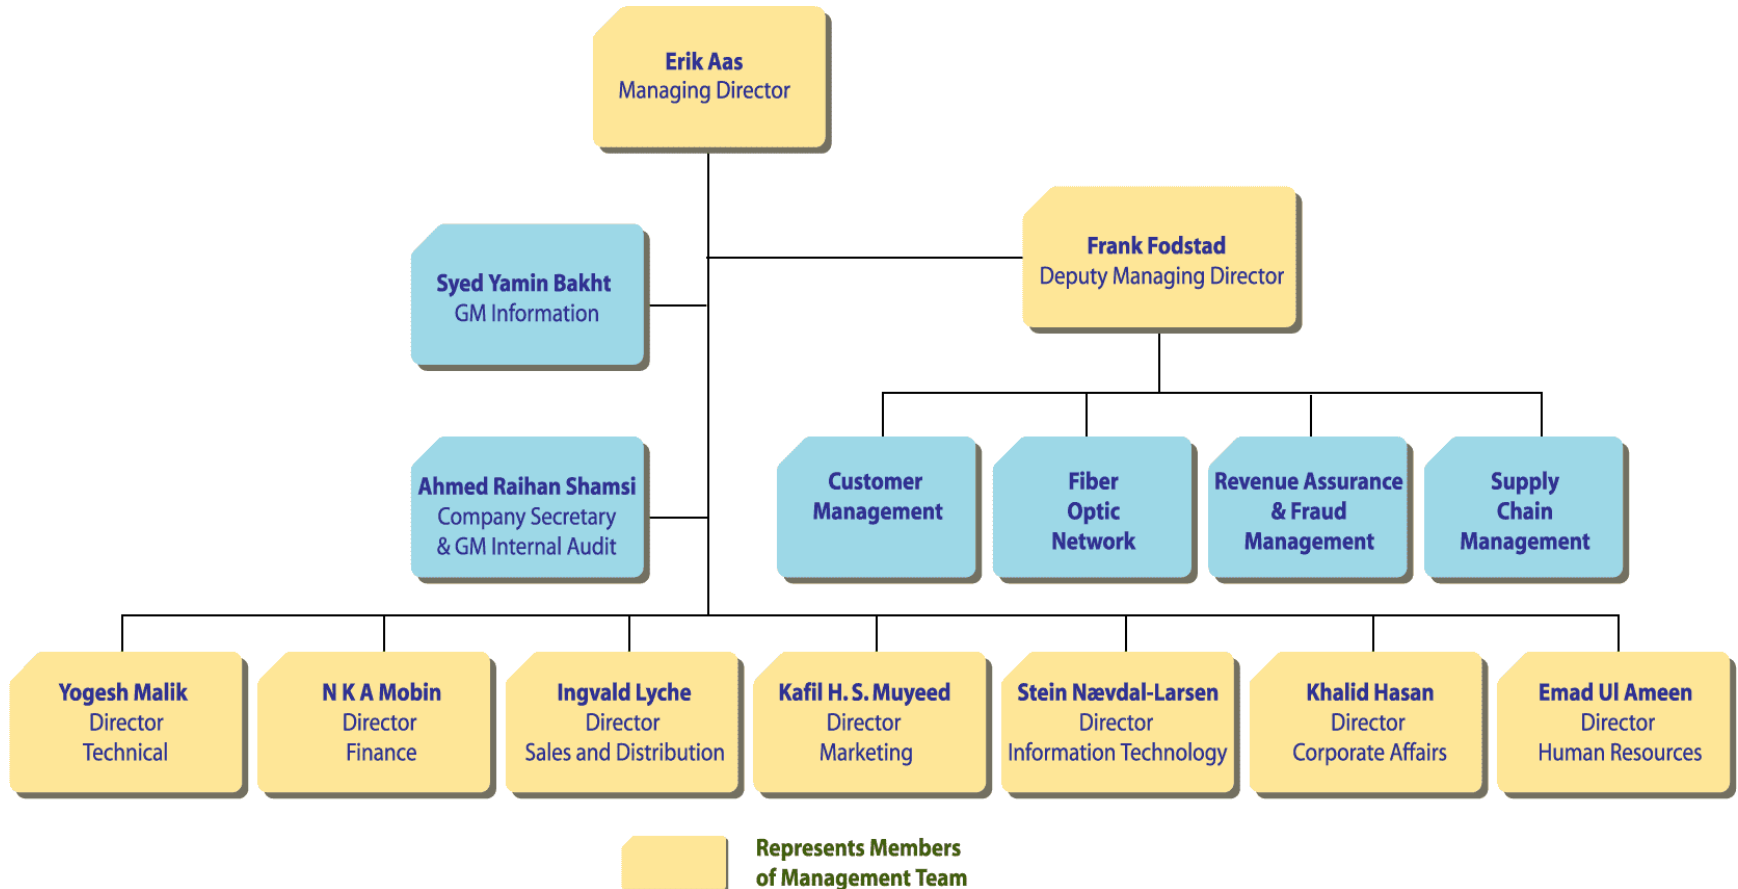 Erik Aas
Managing Director
Frank Fodstad
Deputy Managing Director
Syed Yamin Bakht
GM Information
Ahmed Raihan Shamsi
Company Secretary
& GM Internal Audit
Customer
Management
Fiber
Optic
Network
Revenue Assurance
& Fraud
Management
Supply
Chain
Management
Yogesh Malik
Director
Technical
N K A Mobin
Director
Finance
Ingvald Lyche
Director
Sales and Distribution
Kafil H. S. Muyeed
Director
Marketing
Stein Nævdal-Larsen
Director
Information Technology
Khalid Hasan
Director
Corporate Affairs
Emad Ul Ameen
Director
Human Resources
Represents Members
of Management Team